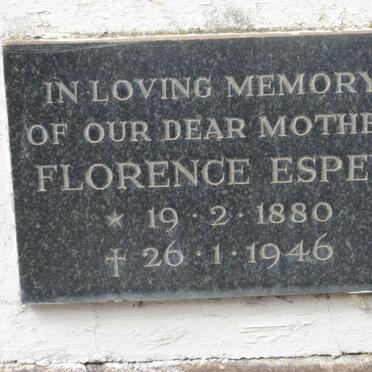 IN LOVING MEMORY
OF OUR DEAR MOTHE
FLORENCE ESPE
★ 19·2·1880
† 26·1·1946